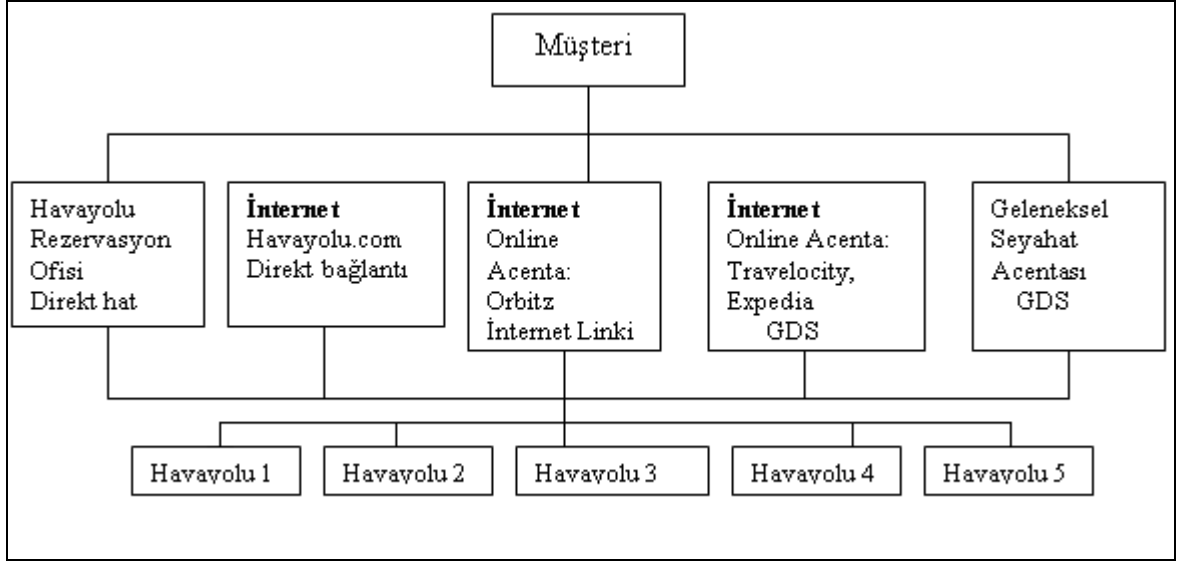 Müşteri
Havayolu
Rezervasyon
Ofisi
Direkt hat
İnternet
Havayolu.com
Direkt bağlantı
İnternet
Online
Acenta:
Orbitz
İnternet Linki
İnternet
Online Acenta:
Travelocity,
Expedia
GDS
Geleneksel
Seyahat
Acentası
GDS
Havayolu 1
Havayolu 2
Havayolu 3
Havayolu 4
Havayolu 5